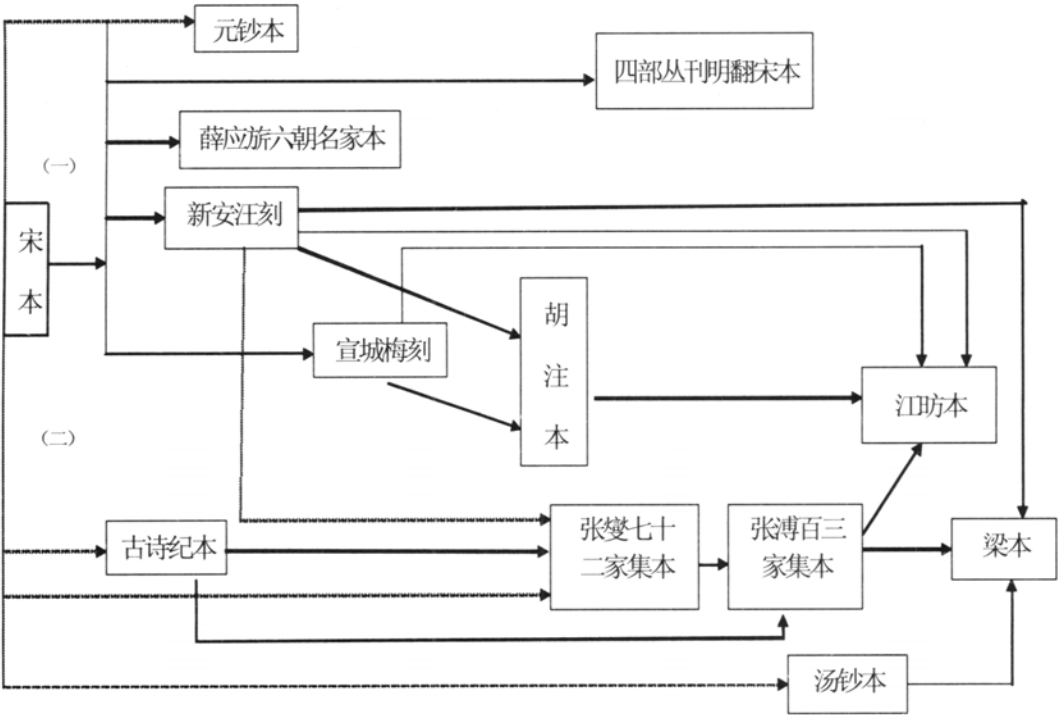 元钞本
四部丛刊明翻宋本
薛应旂六朝名家本
（一）
新安汪刻
宋
本
胡
注
本
宣城梅刻
江昉本
（二）
张燮七十
二家集本
张溥百三
家集本
古诗纪本
梁本
汤钞本